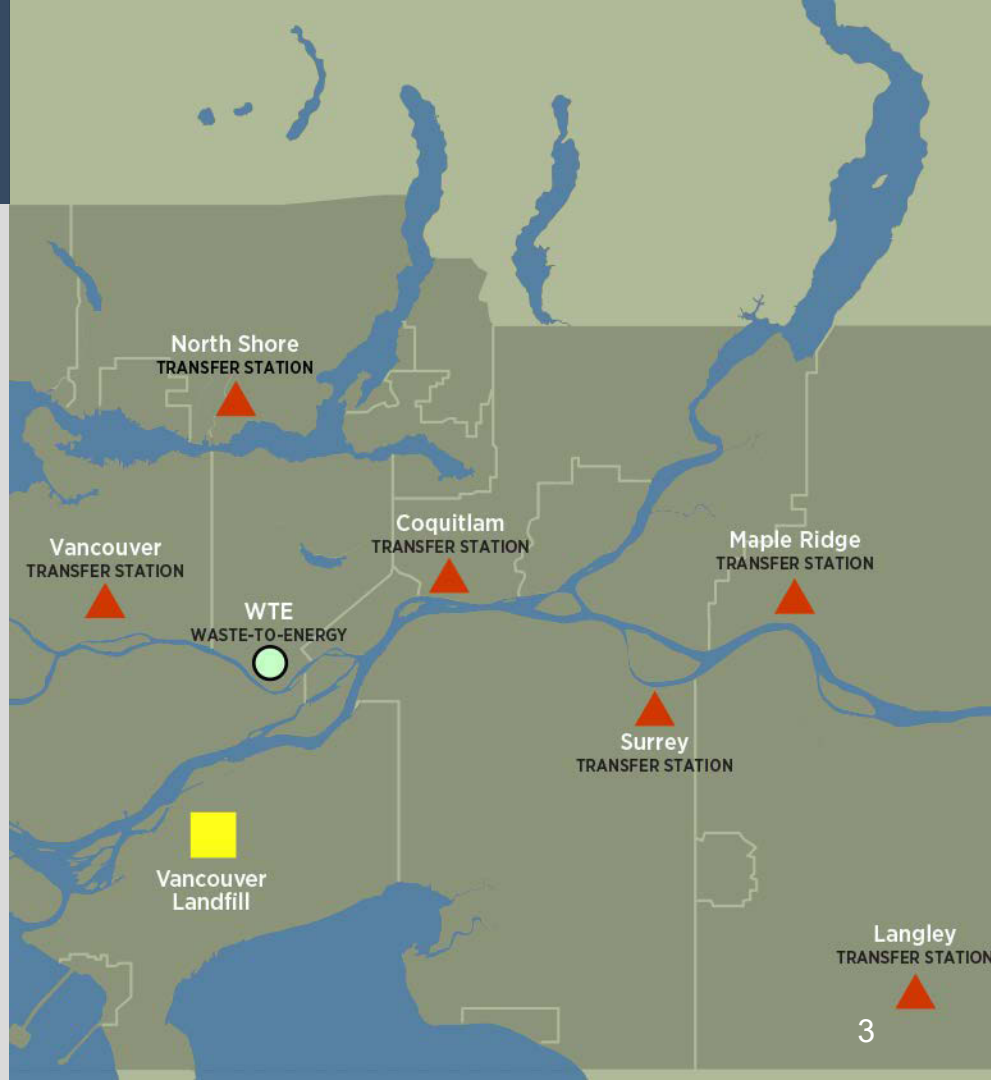 North Shore
TRANSFER STATION
Coquitlam
TRANSFER STATION
Vancouver
TRANSFER STATION
Maple Ridge
TRANSFER STATION
WTE
WASTE-TO-ENERGY
Surrey
TRANSFER STATION
Vancouver
Landfill
Langley
TRANSFER STATION
3